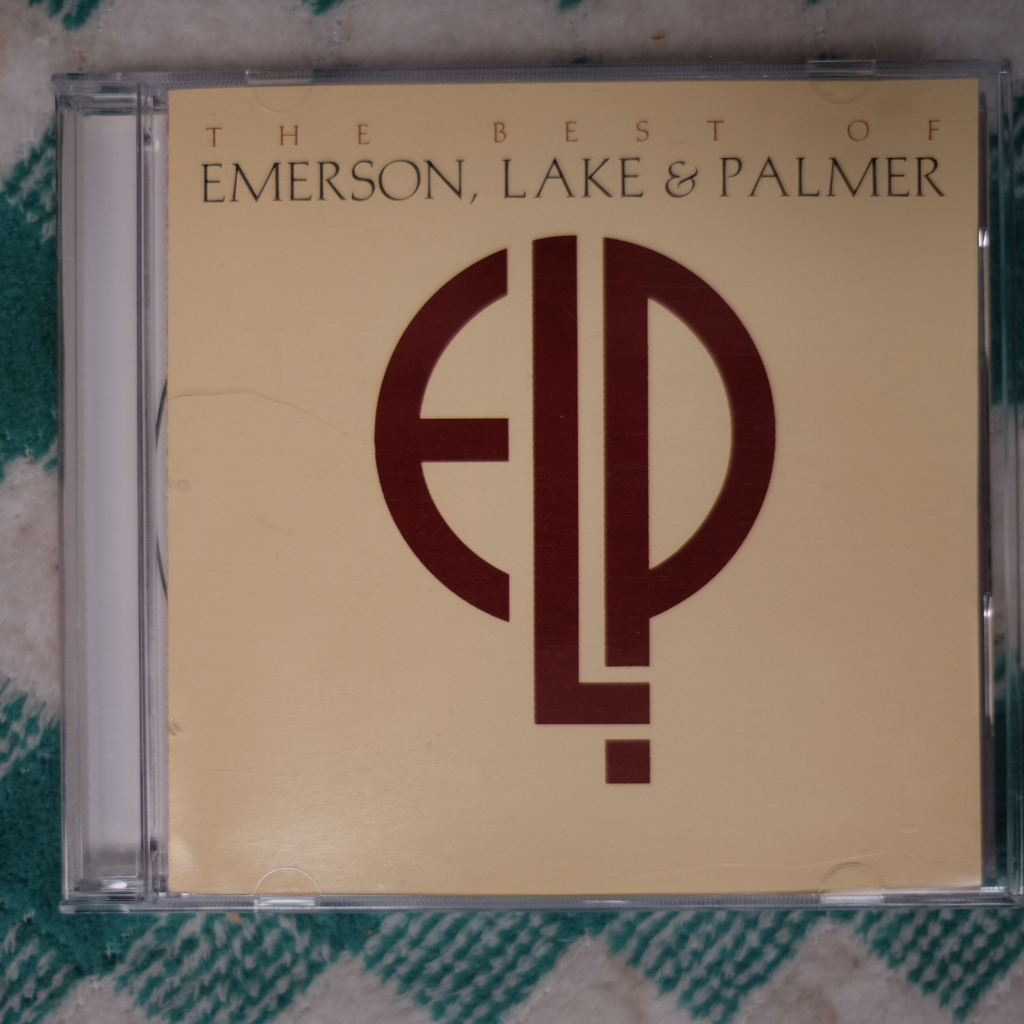 THE BEST OF
EMERSON, LAKE & PALMER
ELP